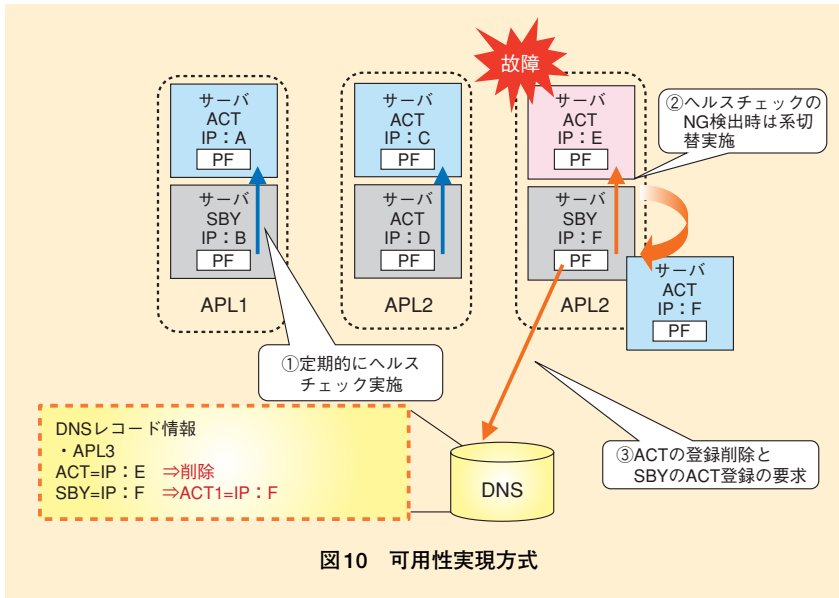 故障
サーバ
ACT
IP：A
PF
サーバ
SBY
IP：B
PF
APL1
サーバ
ACT
IP：C
PF
サーバ
ACT
IP：D
PF
APL2
サーバ
ACT
IP：E
PF
サーバ
SBY
IP：F
PF
APL2
サーバ
ACT
IP：F
PF
②ヘルスチェックの
NG検出時は系切
替実施
①定期的にヘルス
チェック実施
③ACTの登録削除と
SBYのACT登録の要求
DNSレコード情報
・APL3
ACT=IP：E ⇒削除
SBY=IP：F ⇒ACT1=IP：F
DNS
図10 可用性実現方式